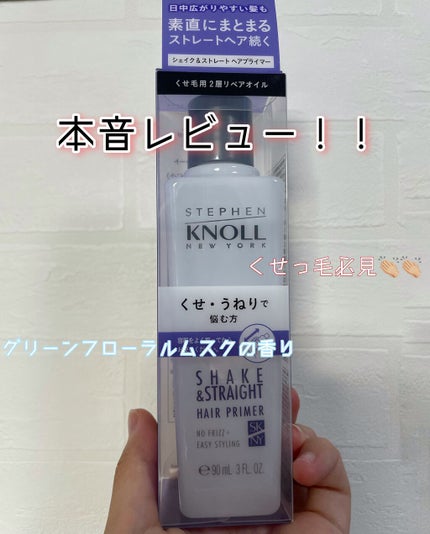 日中広がりやすい髪も
素直にまとまる
ストレートヘア続く
シェイク&ストレート ヘアプライマー
くせ毛用2層リペアオイル
本音レビュー！！
STEPHEN
KNOLL
NEW YORK
くせっ毛必見👏🏻👏🏻
くせ・うねりで
悩む方
グリーンフローラルムスクの香り
SHAKE
&STRAIGHT
HAIR PRIMER
NO FRIZZ+
EASY STYLING
SK
NY
℮90 mL 3 FL. OZ.